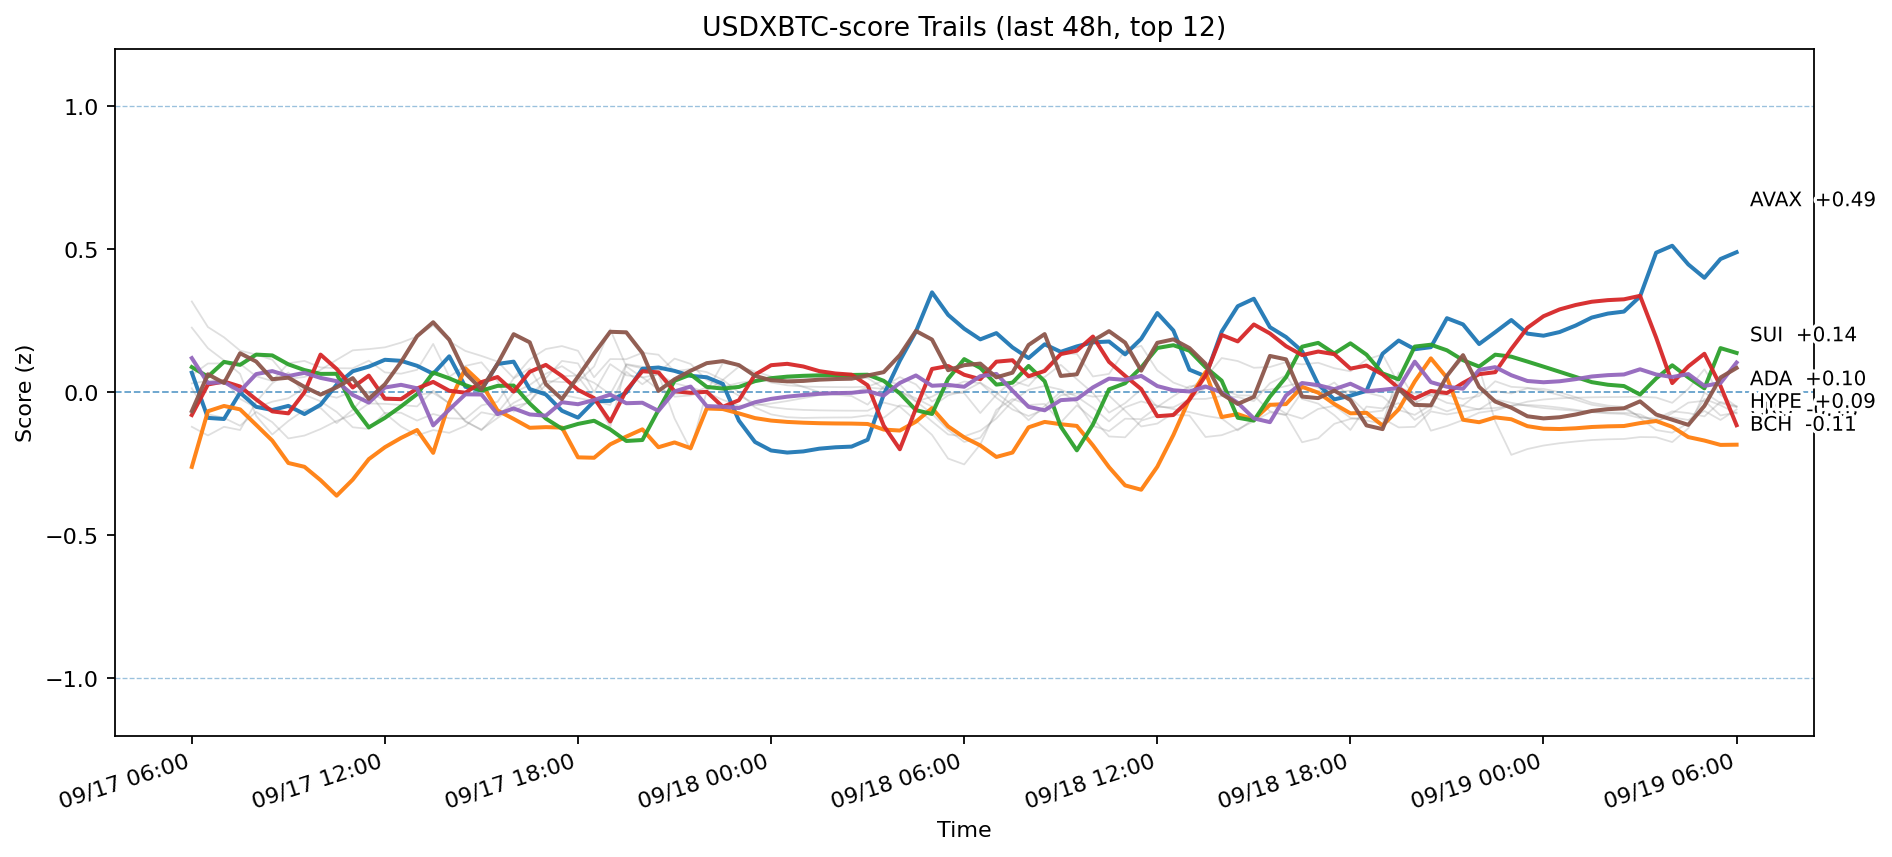 USDXBTC-score Trails (last 48h, top 12)
Score (z)
1.0
0.5
0.0
−0.5
−1.0
AVAX +0.49
SUI +0.14
ADA +0.10
HYPE +0.09
BCH -0.11
09/17 06:00
09/17 12:00
09/17 18:00
09/18 00:00
09/18 06:00
09/18 12:00
09/18 18:00
09/19 00:00
09/19 06:00
Time